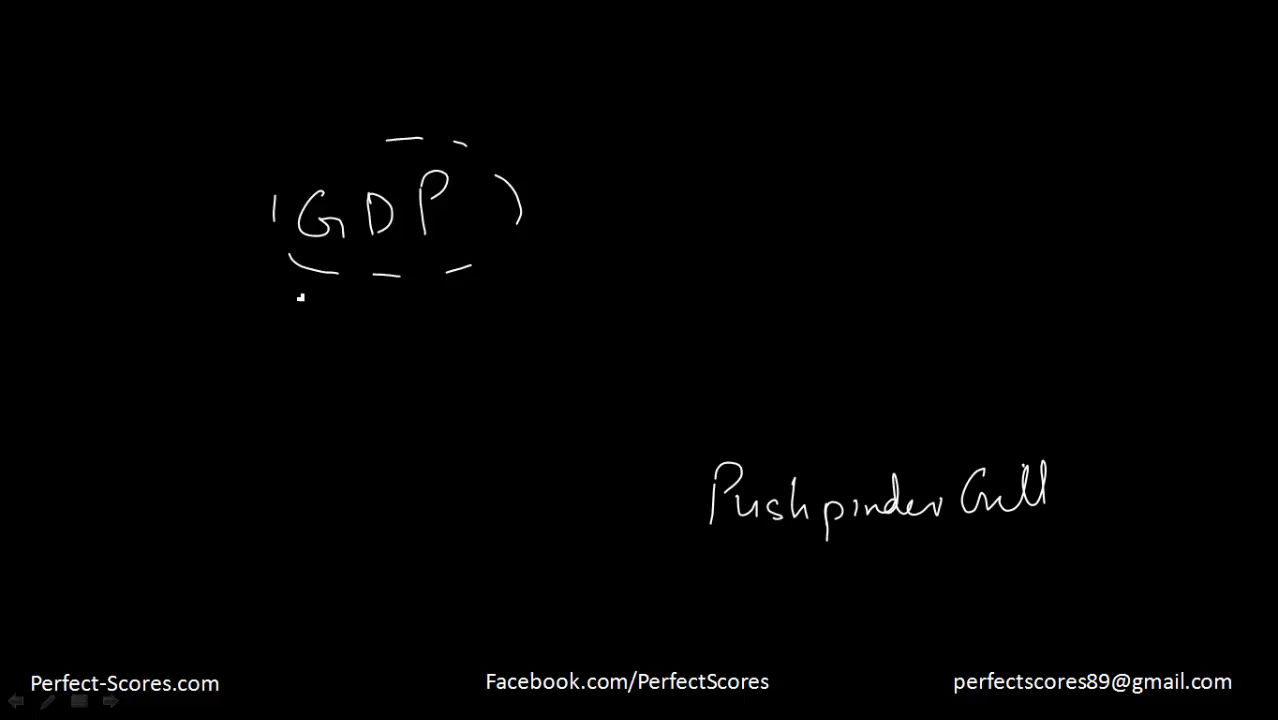 GDP
Pushpinder Gill
Perfect-Scores.com
Facebook.com/PerfectScores
perfectscores89@gmail.com